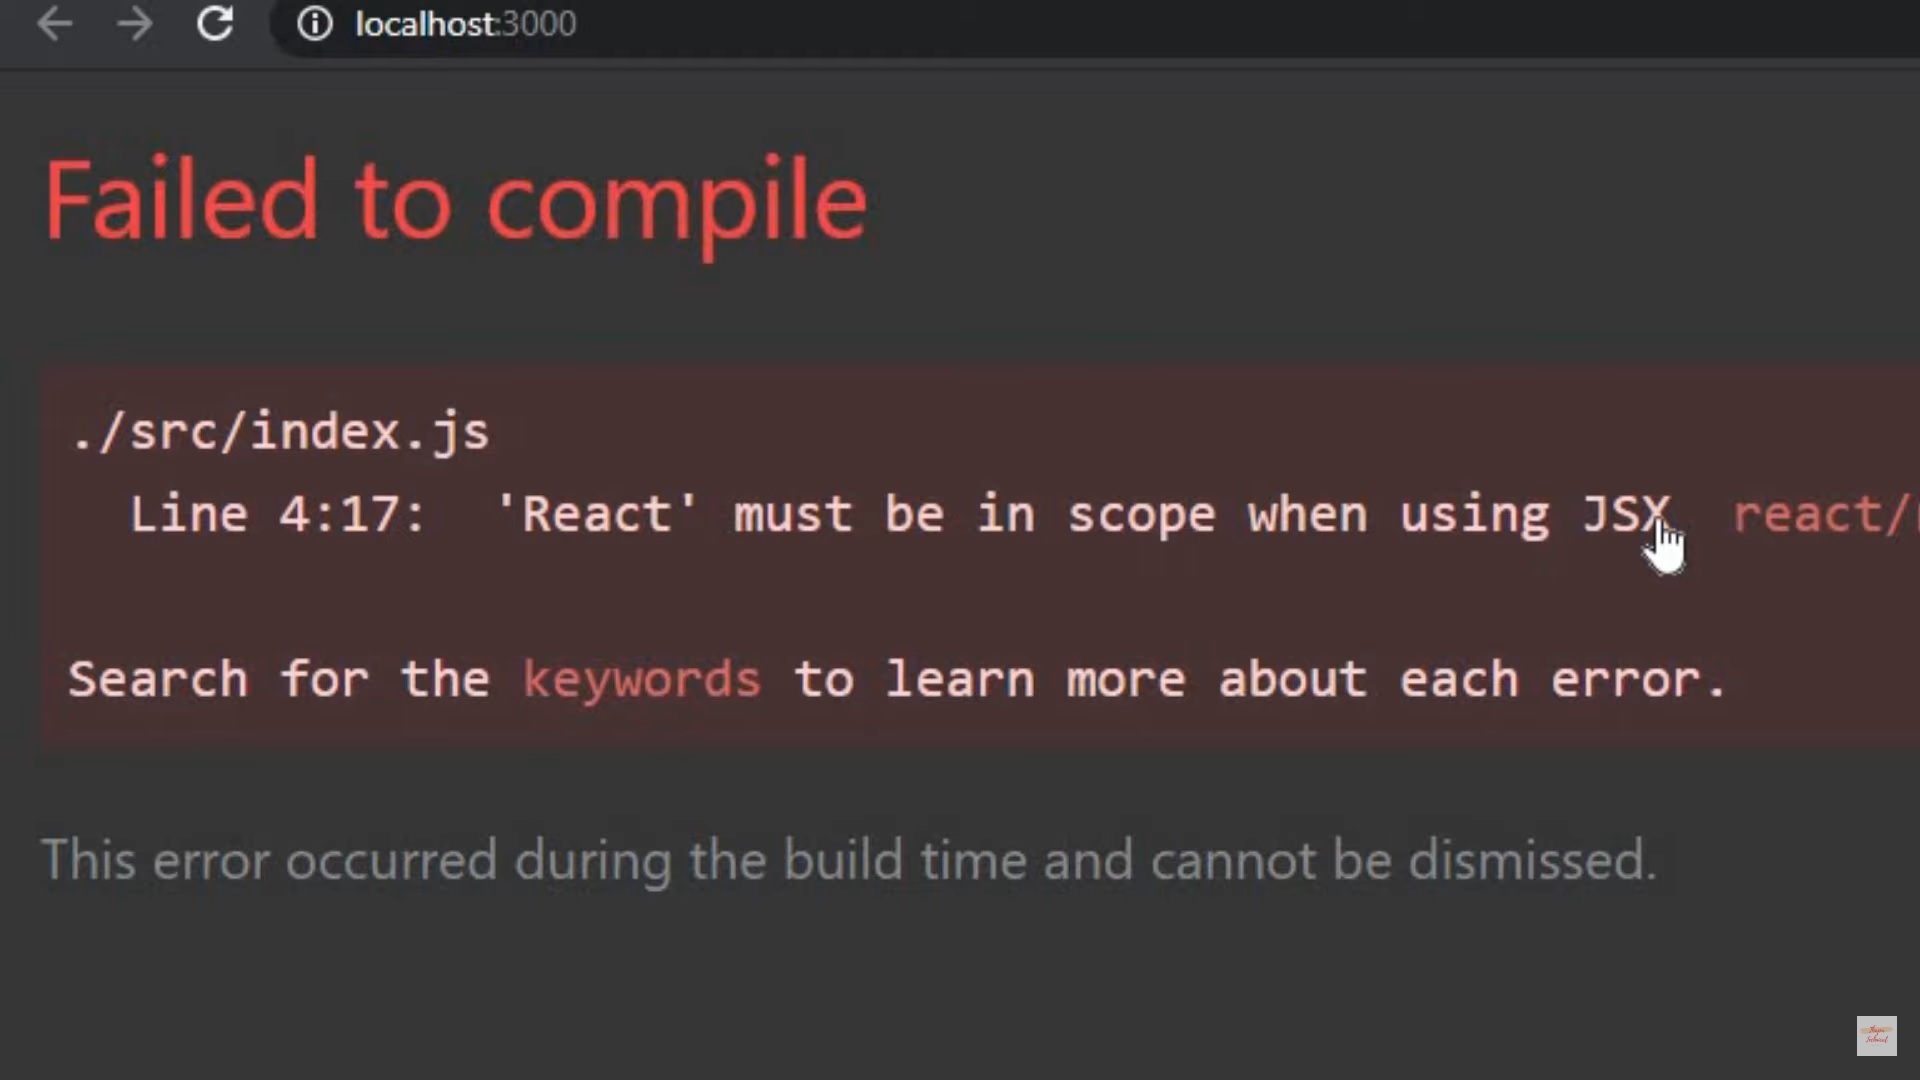 localhost:3000
Failed to compile
./src/index.js
Line 4:17: 'React' must be in scope when using JSX react/
Search for the keywords to learn more about each error.
This error occurred during the build time and cannot be dismissed.